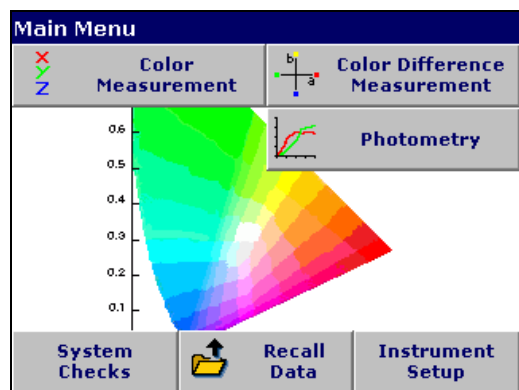 Main Menu
X
Y
Z
Color
Measurement
b
a
Color Difference
Measurement
Photometry
0.6
0.5
0.4
0.3
0.2
0.1
System
Checks
Recall
Data
Instrument
Setup